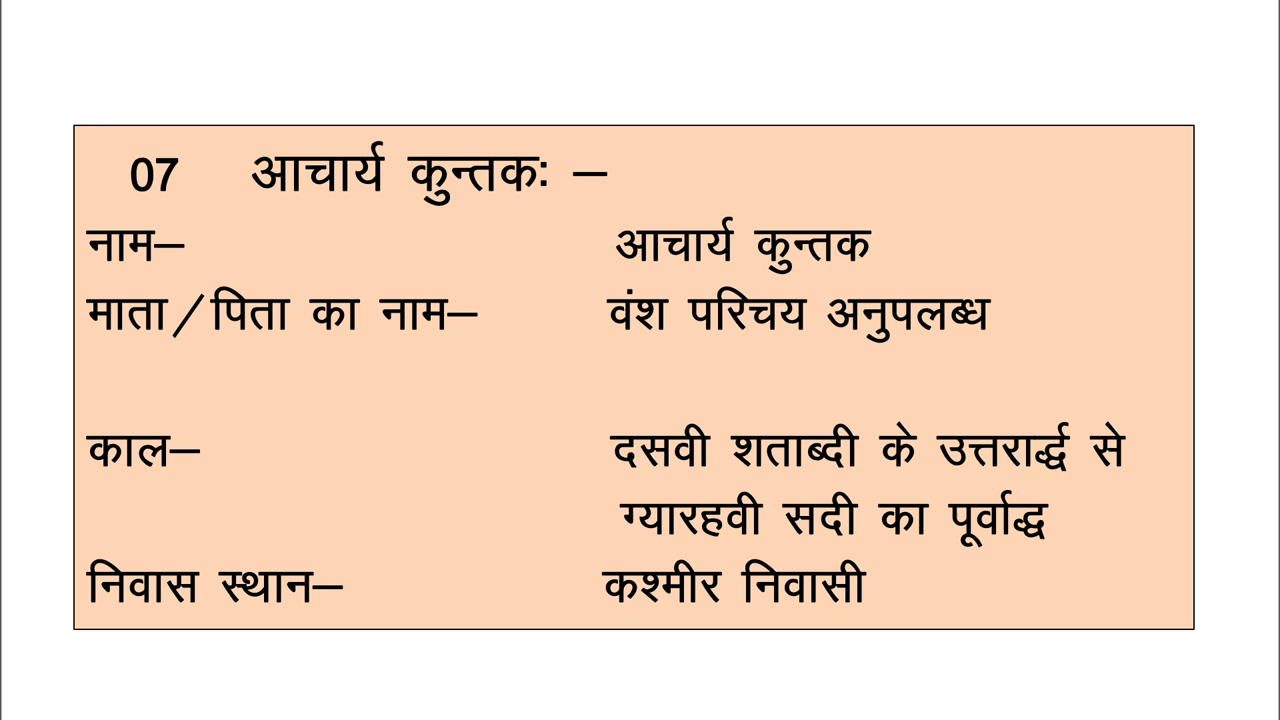 07 आचार्य कुन्तकः –
नाम– आचार्य कुन्तक
माता/पिता का नाम– वंश परिचय अनुपलब्ध
काल– दसवी शताब्दी के उत्तरार्द्ध से
ग्यारहवी सदी का पूर्वाद्ध
निवास स्थान– कश्मीर निवासी